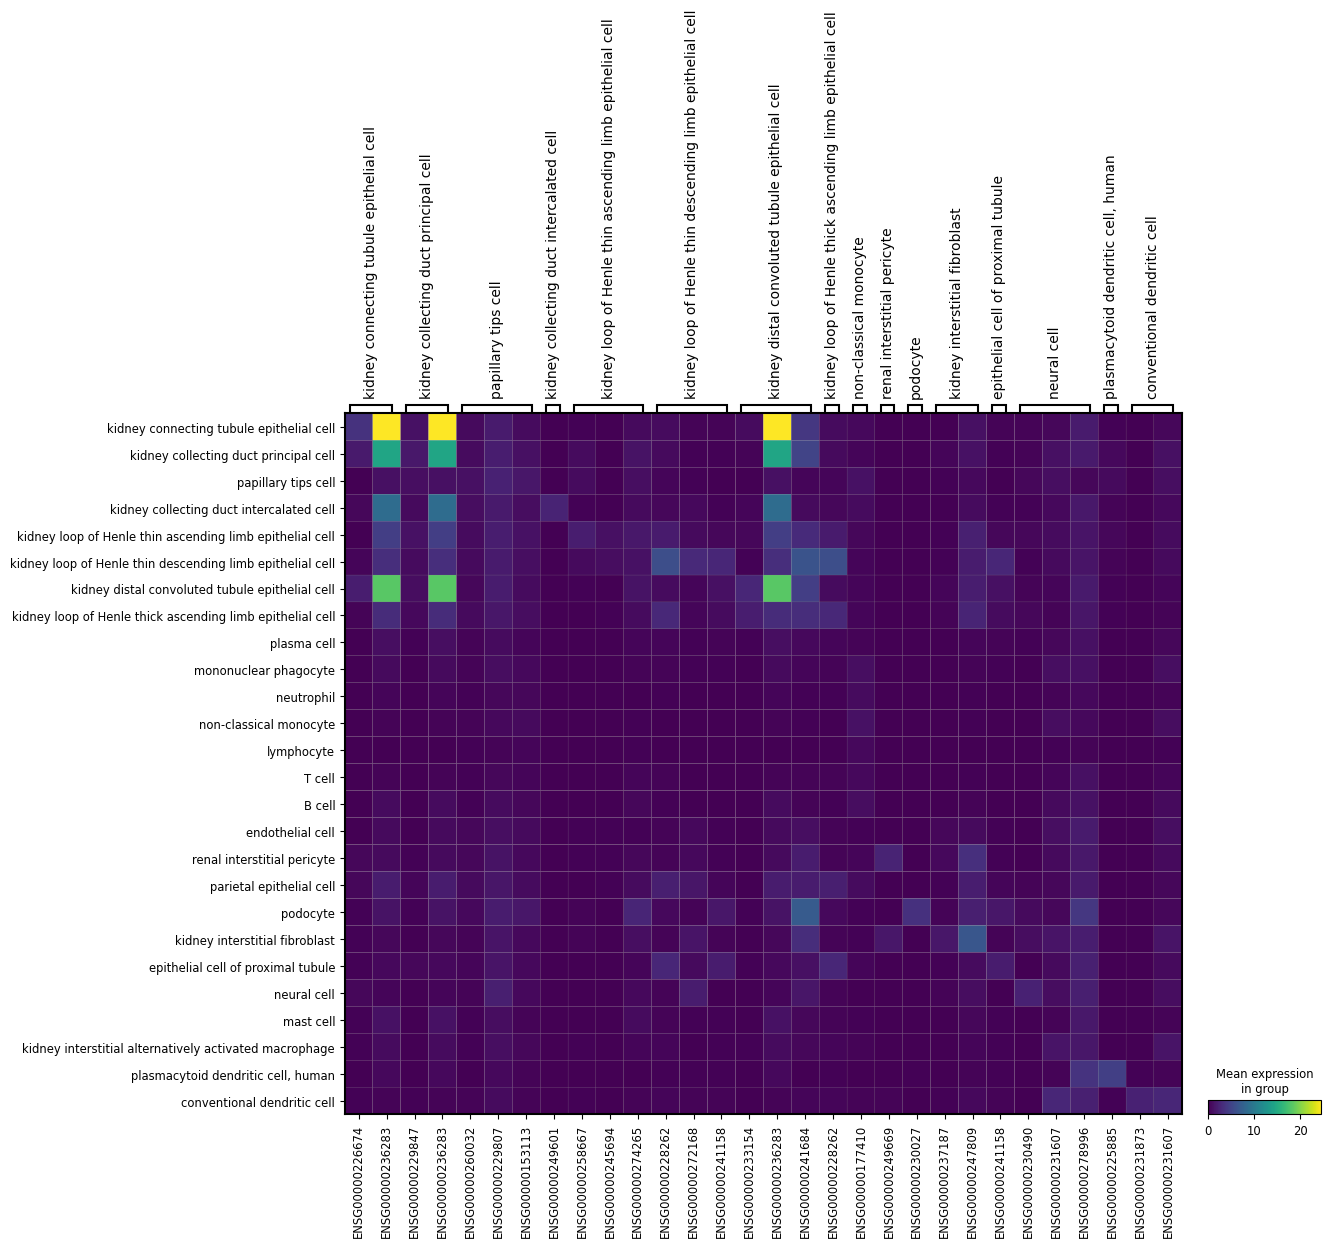 kidney connecting tubule epithelial cell
kidney collecting duct principal cell
papillary tips cell
kidney collecting duct intercalated cell
kidney loop of Henle thin ascending limb epithelial cell
kidney loop of Henle thin descending limb epithelial cell
kidney distal convoluted tubule epithelial cell
kidney loop of Henle thick ascending limb epithelial cell
non-classical monocyte
renal interstitial pericyte
podocyte
kidney interstitial fibroblast
epithelial cell of proximal tubule
neural cell
plasmacytoid dendritic cell, human
conventional dendritic cell
kidney connecting tubule epithelial cell
kidney collecting duct principal cell
papillary tips cell
kidney collecting duct intercalated cell
kidney loop of Henle thin ascending limb epithelial cell
kidney loop of Henle thin descending limb epithelial cell
kidney distal convoluted tubule epithelial cell
kidney loop of Henle thick ascending limb epithelial cell
plasma cell
mononuclear phagocyte
neutrophil
non-classical monocyte
lymphocyte
T cell
B cell
endothelial cell
renal interstitial pericyte
parietal epithelial cell
podocyte
kidney interstitial fibroblast
epithelial cell of proximal tubule
neural cell
mast cell
kidney interstitial alternatively activated macrophage
plasmacytoid dendritic cell, human
conventional dendritic cell
ENSG00000226674
ENSG00000236283
ENSG00000229847
ENSG00000236283
ENSG00000260032
ENSG00000229807
ENSG00000153113
ENSG00000249601
ENSG00000258667
ENSG00000245694
ENSG00000274265
ENSG00000228262
ENSG00000272168
ENSG00000241158
ENSG00000233154
ENSG00000236283
ENSG00000241684
ENSG00000228262
ENSG00000177410
ENSG00000249669
ENSG00000230027
ENSG00000237187
ENSG00000247809
ENSG00000241158
ENSG00000230490
ENSG00000231607
ENSG00000278996
ENSG00000225885
ENSG00000231873
ENSG00000231607
Mean expression
in group
0 10 20